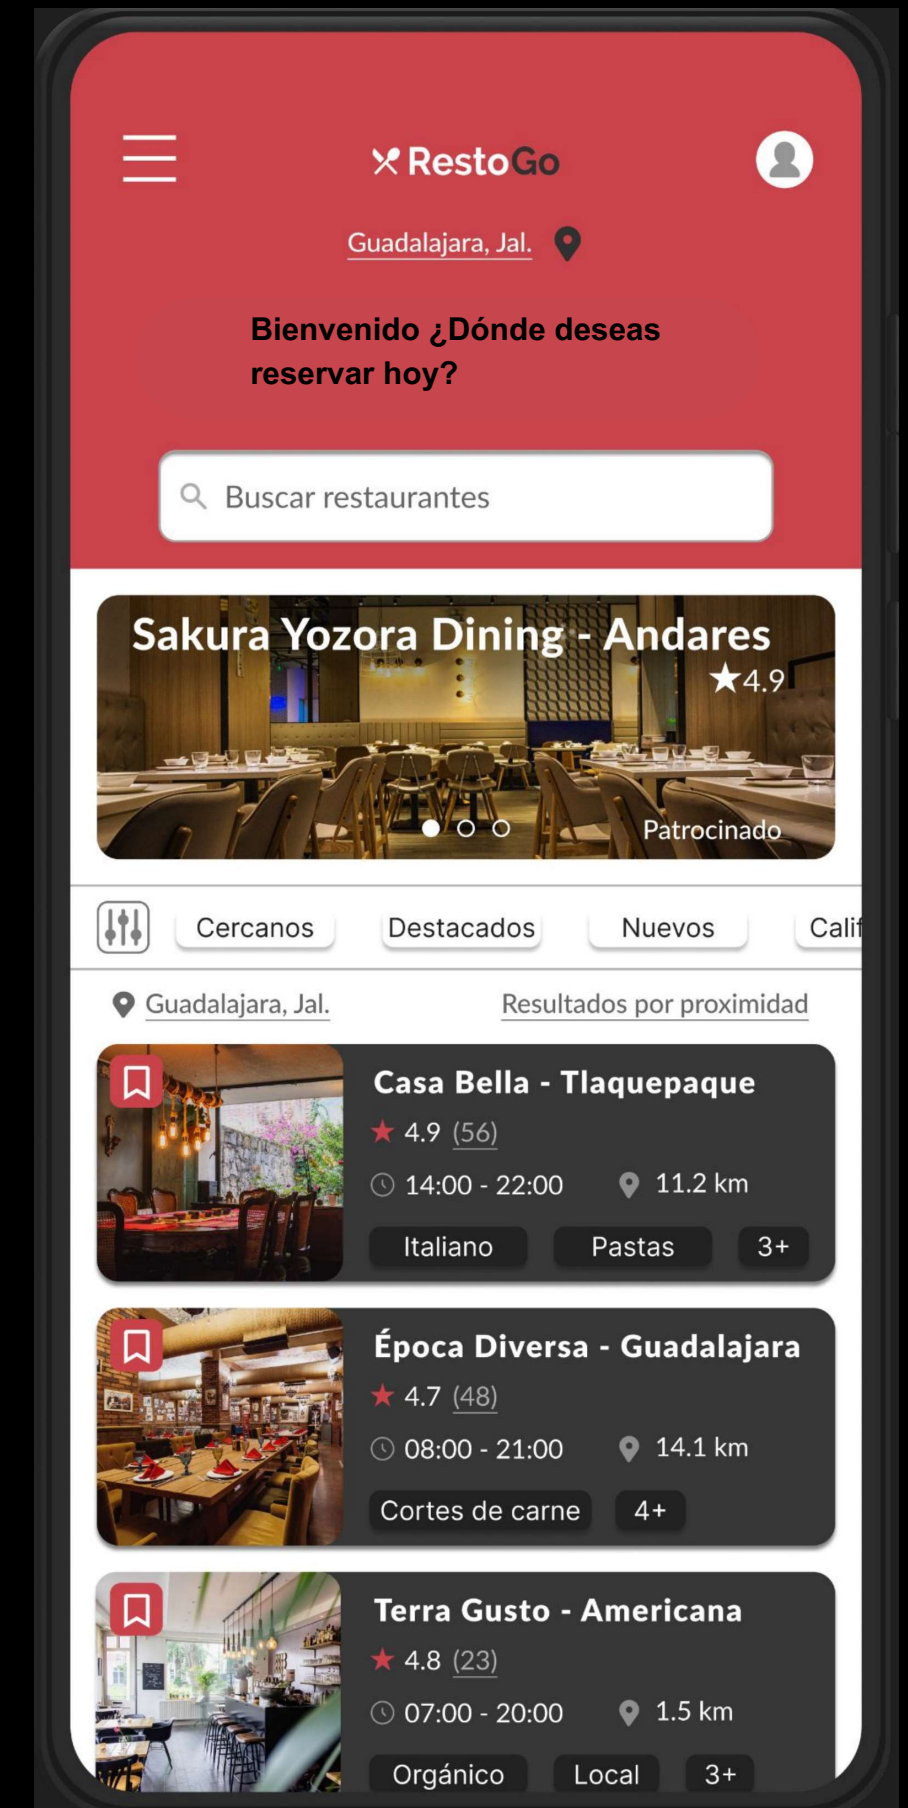 RestoGo
Guadalajara, Jal.
Bienvenido ¿Dónde deseas
reservar hoy?
Buscar restaurantes
Sakura Yozora Dining - Andares
★4.9
Patrocinado
Cercanos Destacados Nuevos Calif
Guadalajara, Jal. Resultados por proximidad
Casa Bella - Tlaquepaque
★ 4.9 (56)
14:00 - 22:00 11.2 km
Italiano Pastas 3+
Época Diversa - Guadalajara
★ 4.7 (48)
08:00 - 21:00 14.1 km
Cortes de carne 4+
Terra Gusto - Americana
★ 4.8 (23)
07:00 - 20:00 1.5 km
Orgánico Local 3+